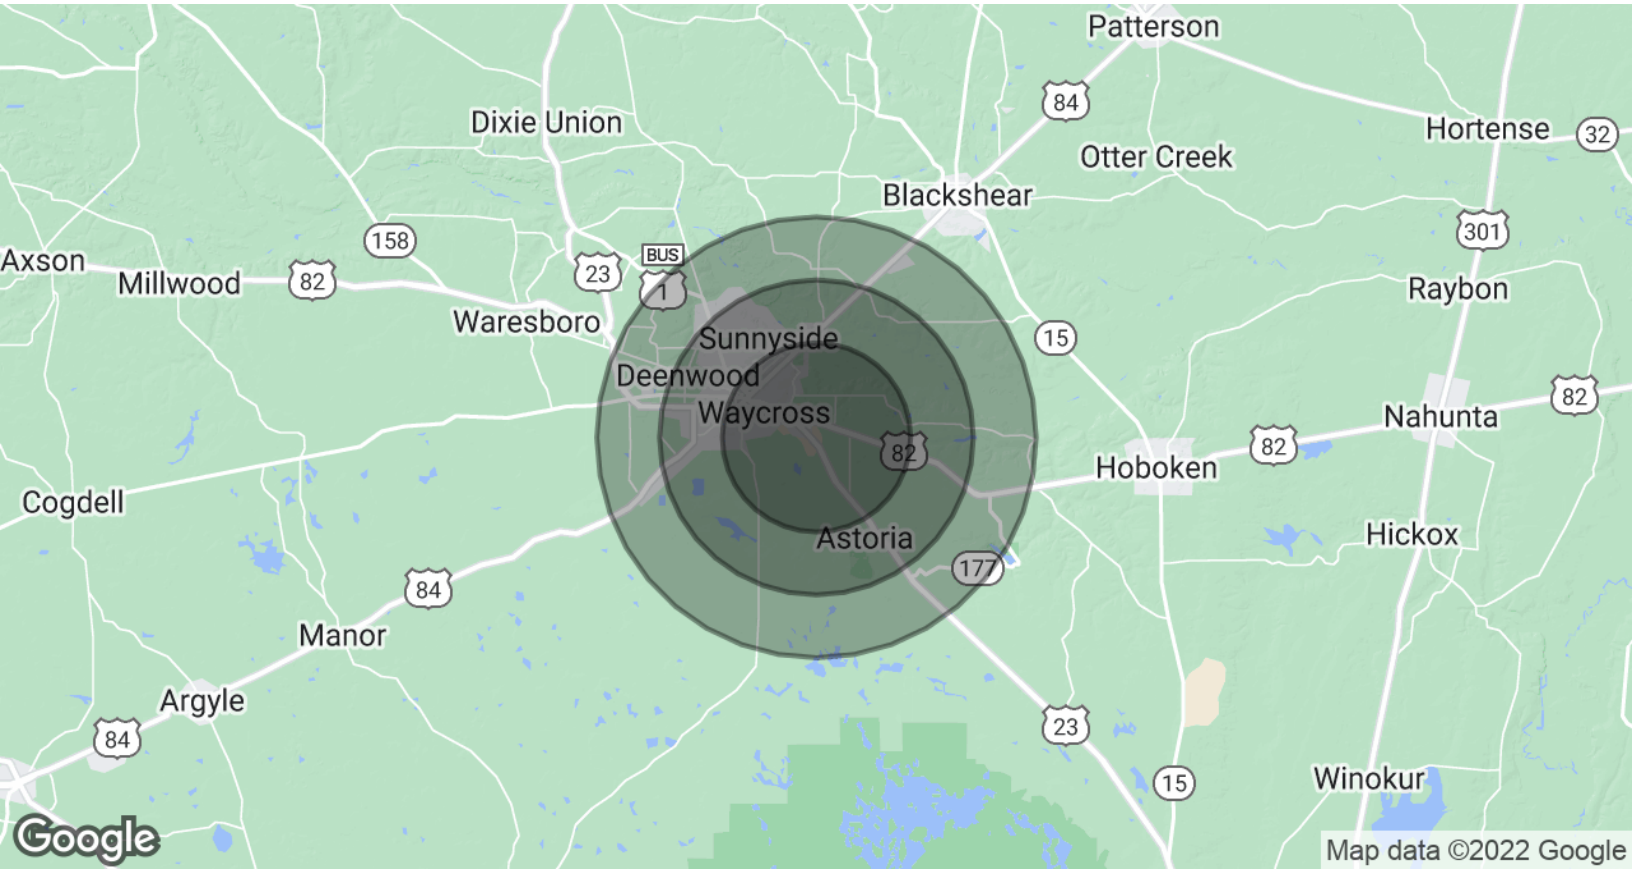 Patterson
84
Dixie Union
Hortense
32
Otter Creek
Blackshear
301
158
BUS
Axson
23
82
Millwood
1
Raybon
Waresboro
Sunnyside
15
Deenwood
82
Waycross
Nahunta
82
82
Hoboken
Cogdell
Astoria
Hickox
177
84
Manor
Argyle
23
84
Winokur
15
Google
Map data ©2022 Google